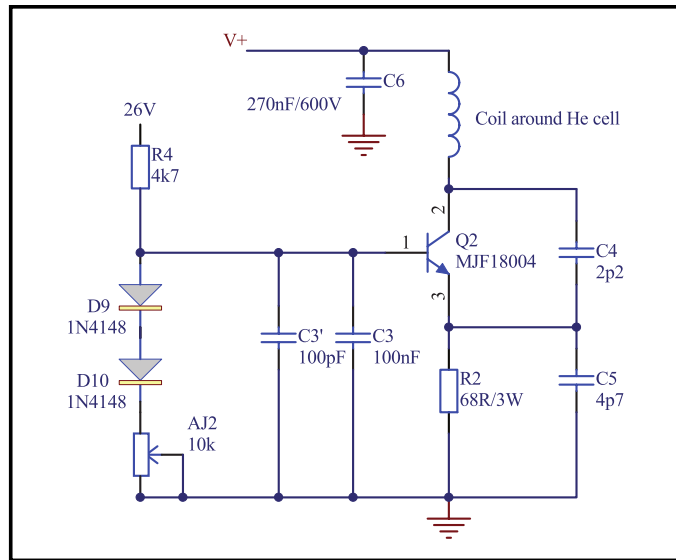 V+
C6
270nF/600V
26V
Coil around He cell
R4
4k7
2
1
Q2
MJF18004
C4
2p2
3
D9
1N4148
C3'
100pF
C3
100nF
R2
68R/3W
C5
4p7
D10
1N4148
AJ2
10k